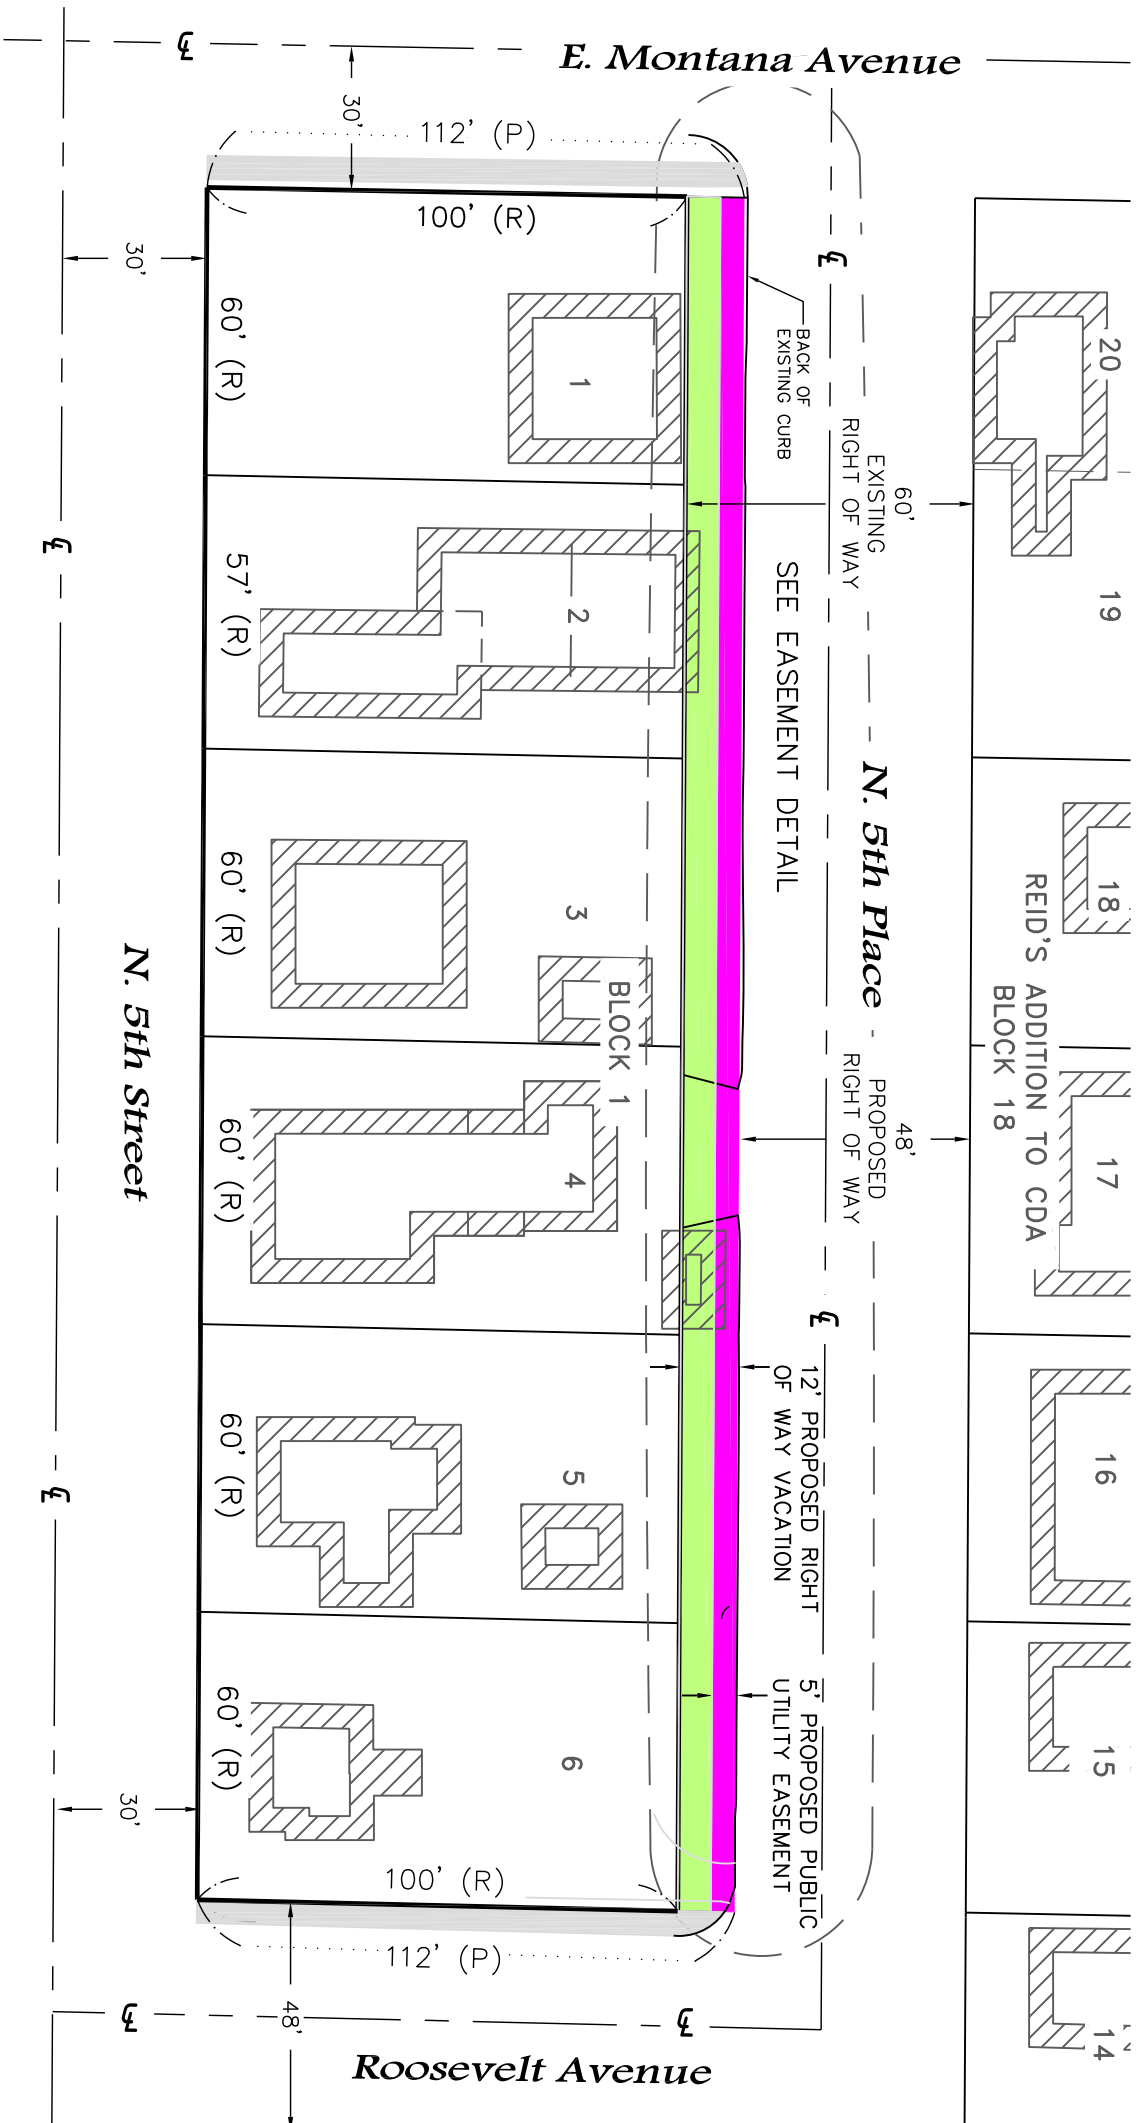 E. Montana Avenue
℄
30'
112' (P)
100' (R)
30'
℄
60' (R)
1
BACK OF
EXISTING CURB
20
EXISTING
RIGHT OF WAY
60'
℄
57' (R)
2
SEE EASEMENT DETAIL
19
N. 5th Place
60' (R)
3
BLOCK 1
18
REID'S ADDITION TO CDA
BLOCK 18
N. 5th Street
PROPOSED
RIGHT OF WAY
48'
60' (R)
4
17
℄
12' PROPOSED RIGHT
OF WAY VACATION
60' (R)
5
16
℄
5' PROPOSED PUBLIC
UTILITY EASEMENT
60' (R)
6
15
30'
100' (R)
112' (P)
48'
℄
℄
14
Roosevelt Avenue